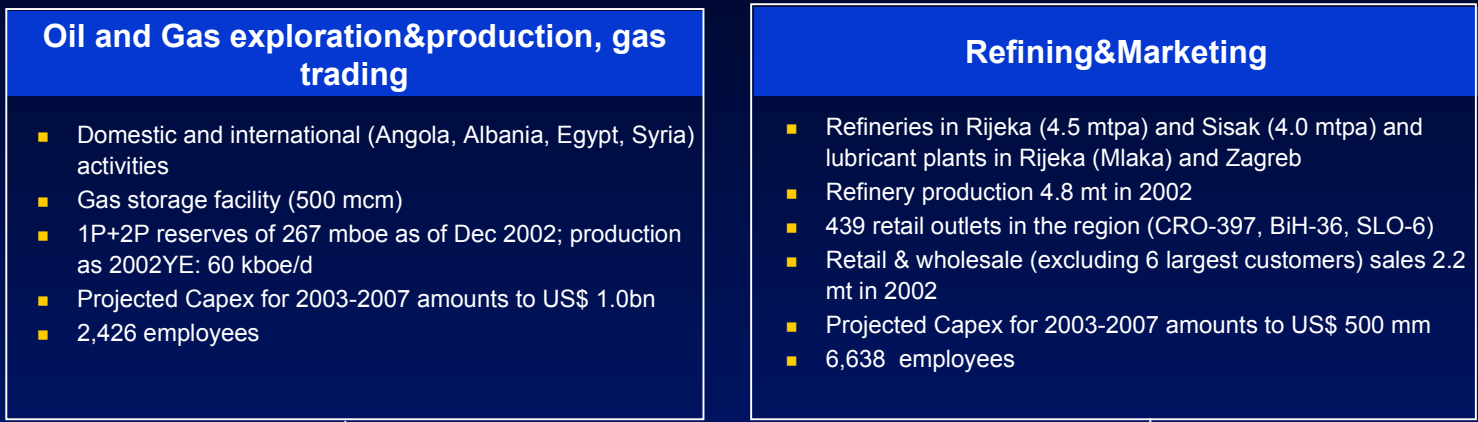 Oil and Gas exploration&production, gas
trading
Domestic and international (Angola, Albania, Egypt, Syria)
activities
Gas storage facility (500 mcm)
1P+2P reserves of 267 mboe as of Dec 2002; production
as 2002YE: 60 kboe/d
Projected Capex for 2003-2007 amounts to US$ 1.0bn
2,426 employees
Refining&Marketing
Refineries in Rijeka (4.5 mtpa) and Sisak (4.0 mtpa) and
lubricant plants in Rijeka (Mlaka) and Zagreb
Refinery production 4.8 mt in 2002
439 retail outlets in the region (CRO-397, BiH-36, SLO-6)
Retail & wholesale (excluding 6 largest customers) sales 2.2
mt in 2002
Projected Capex for 2003-2007 amounts to US$ 500 mm
6,638 employees